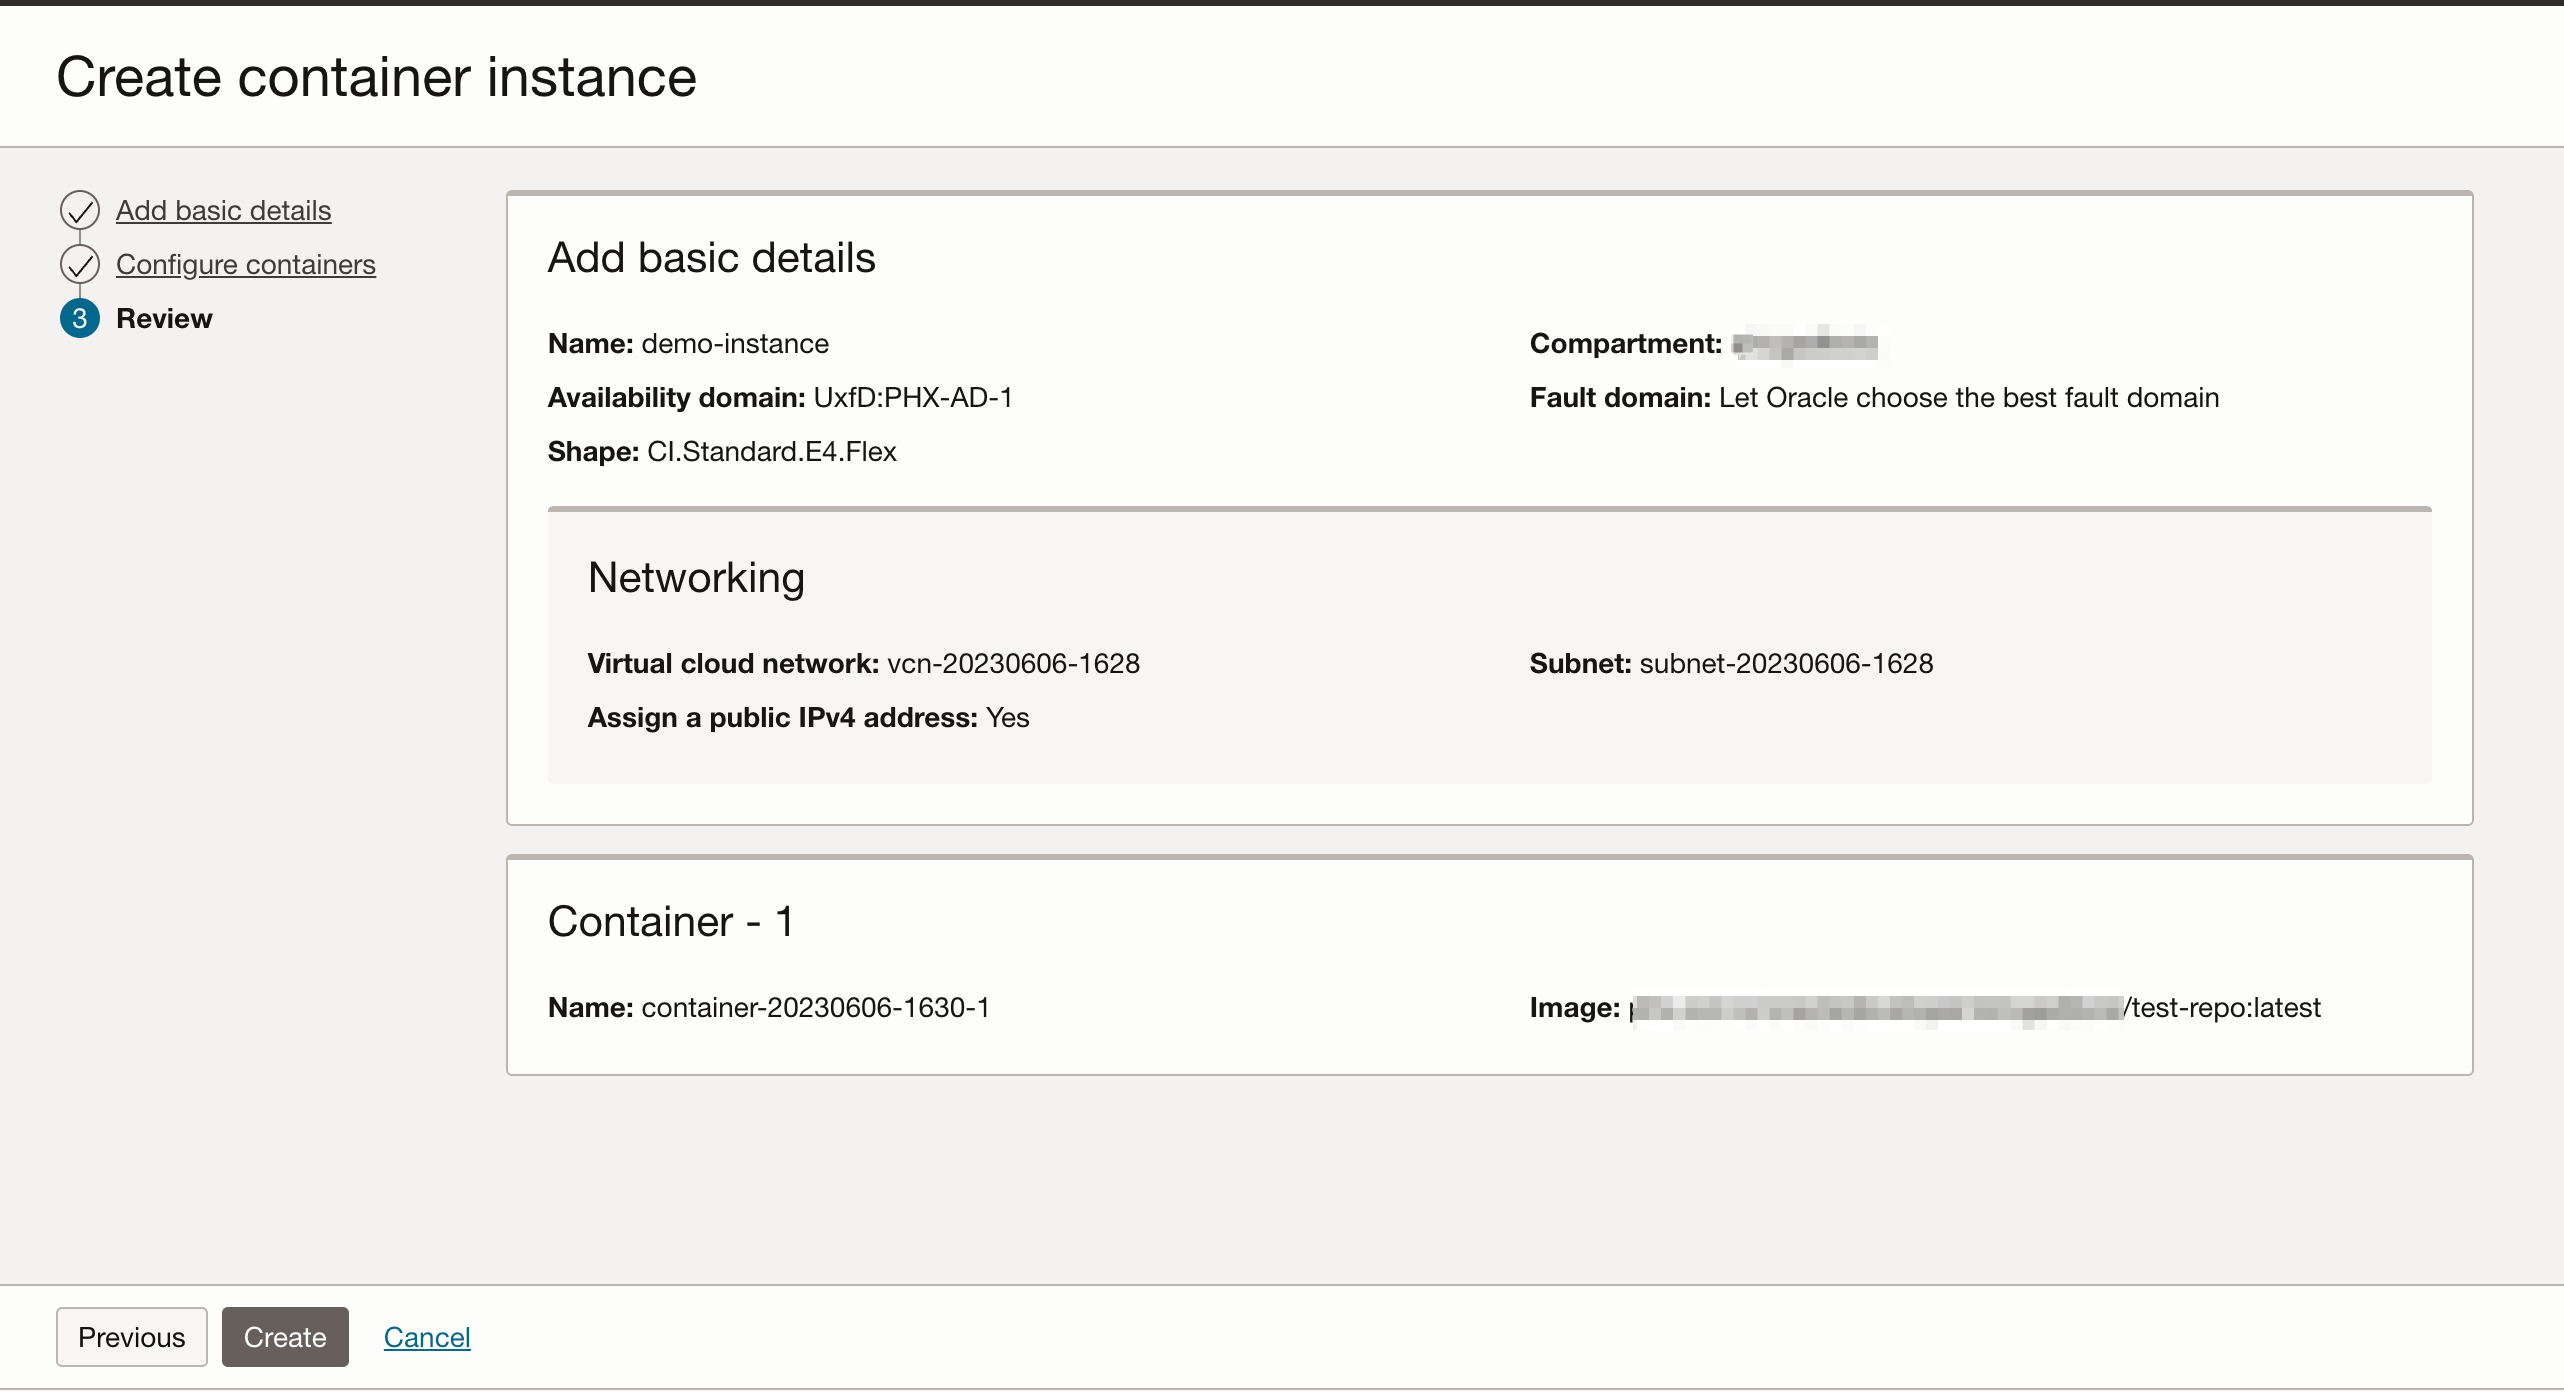 Create container instance
Add basic details
Configure containers
3 Review
Add basic details
Name: demo-instance
Compartment:
Availability domain: UxfD:PHX-AD-1
Fault domain: Let Oracle choose the best fault domain
Shape: CI.Standard.E4.Flex
Networking
Virtual cloud network: vcn-20230606-1628
Subnet: subnet-20230606-1628
Assign a public IPv4 address: Yes
Container - 1
Name: container-20230606-1630-1
Image: /test-repo:latest
Previous
Create
Cancel